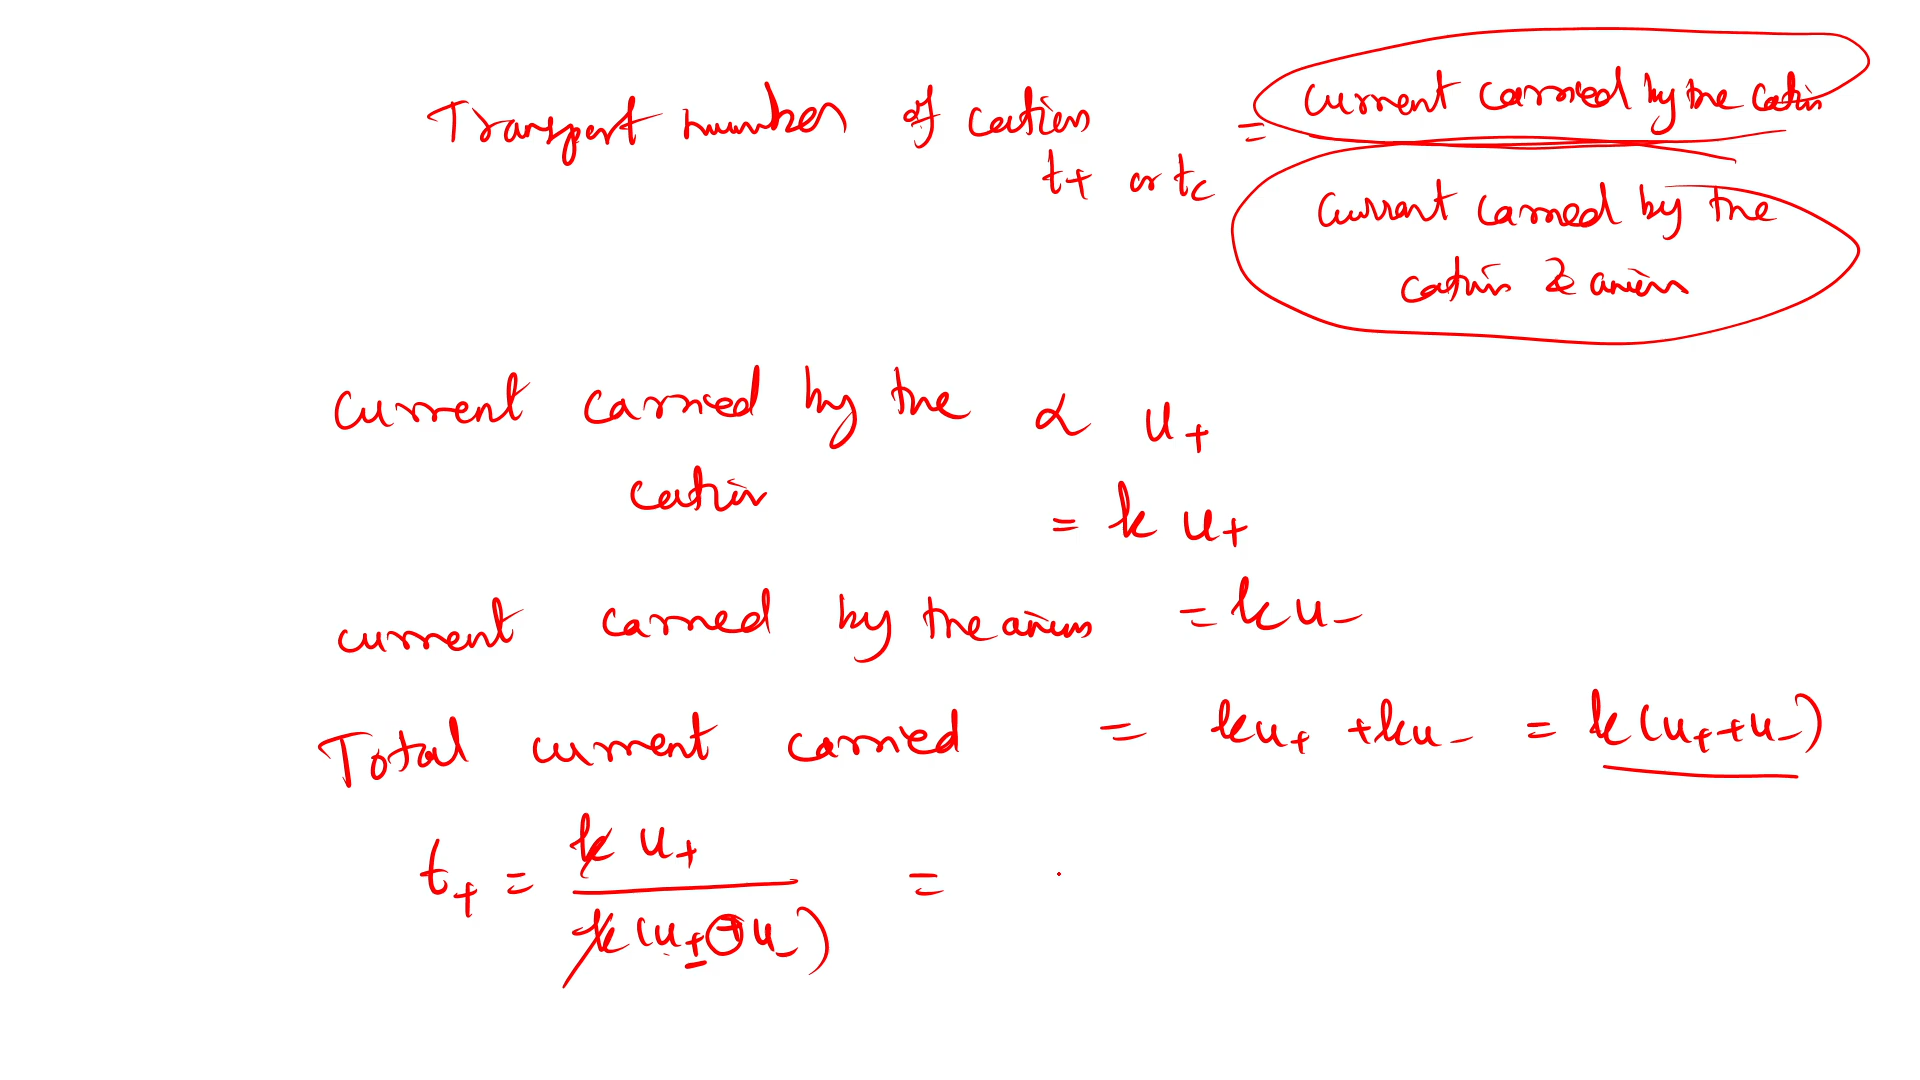 Transport number of cation = current carried by the cation
t+ or tc
Current carried by the
cation & anion
Current carried by the α u+
cation
= k u+
current carried by the anion = k u-
Total current carried = ku+ + ku- = k(u+ + u-)
t+ = k u+ / k(u+ + u-) =